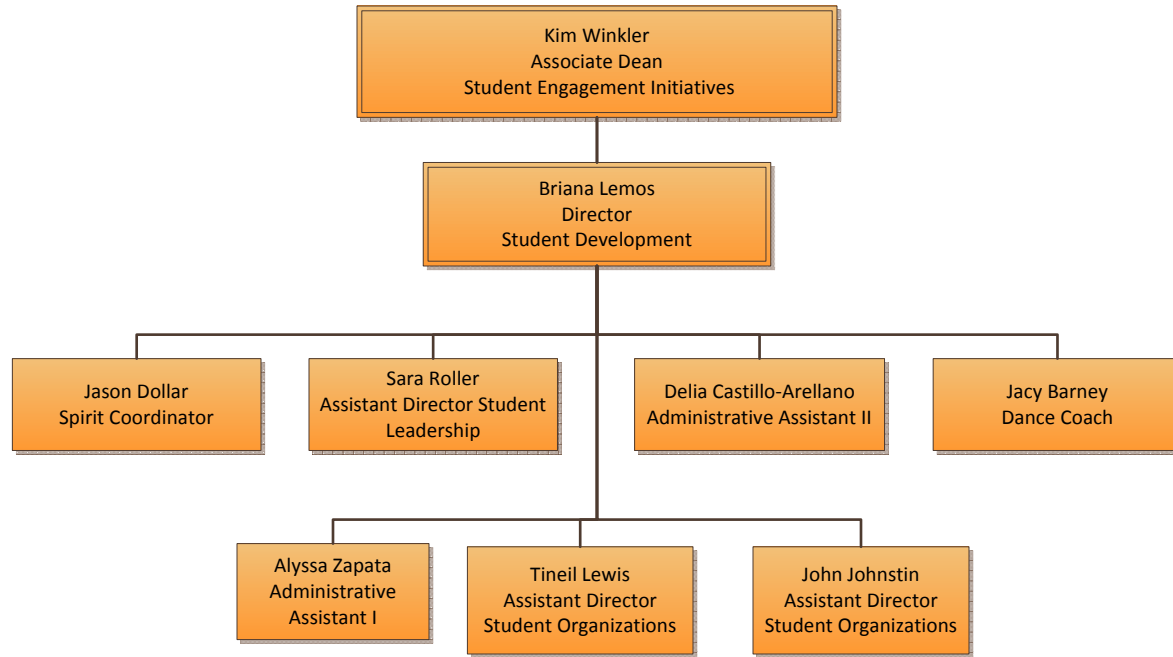 Kim Winkler
Associate Dean
Student Engagement Initiatives
Briana Lemos
Director
Student Development
Jason Dollar
Spirit Coordinator
Sara Roller
Assistant Director Student
Leadership
Delia Castillo-Arellano
Administrative Assistant II
Jacy Barney
Dance Coach
Alyssa Zapata
Administrative
Assistant I
Tineil Lewis
Assistant Director
Student Organizations
John Johnstin
Assistant Director
Student Organizations